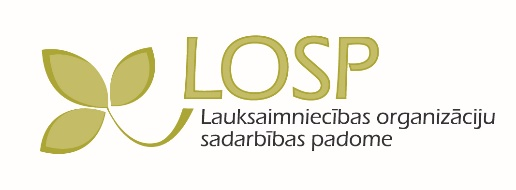 LOSP
Lauksaimniecības organizāciju
sadarbības padome